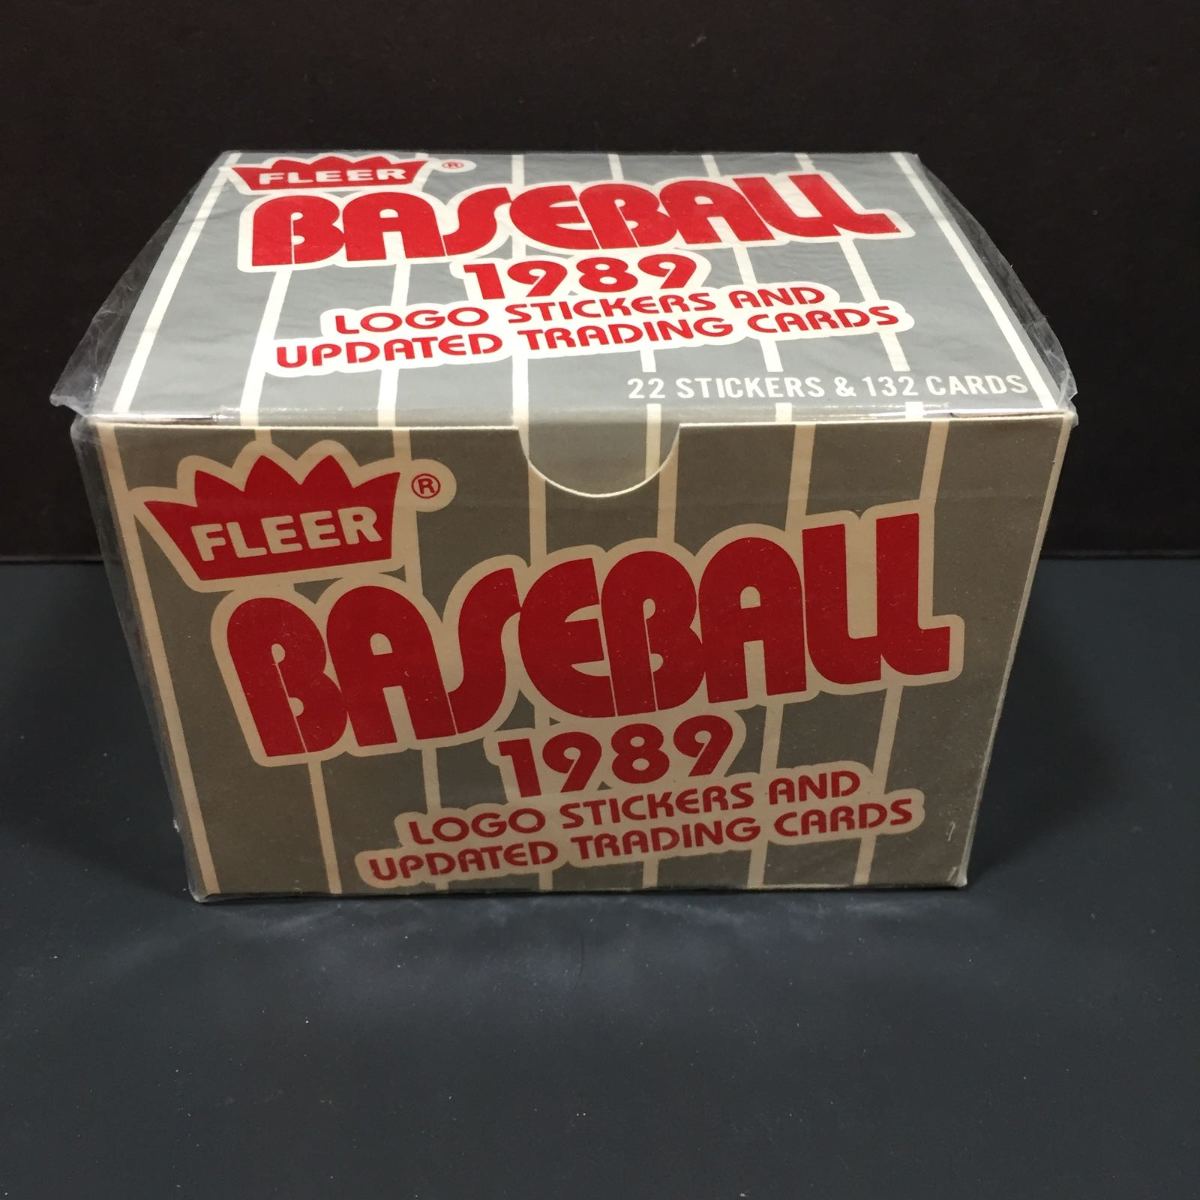 FLEER ®
BASEBALL
1989
LOGO STICKERS AND
UPDATED TRADING CARDS
22 STICKERS & 132 CARDS
FLEER ®
BASEBALL
1989
LOGO STICKERS AND
UPDATED TRADING CARDS